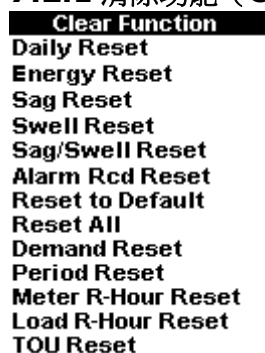 清除功能（
Clear Function
Daily Reset
Energy Reset
Sag Reset
Swell Reset
Sag/Swell Reset
Alarm Rcd Reset
Reset to Default
Reset All
Demand Reset
Period Reset
Meter R-Hour Reset
Load R-Hour Reset
TOU Reset